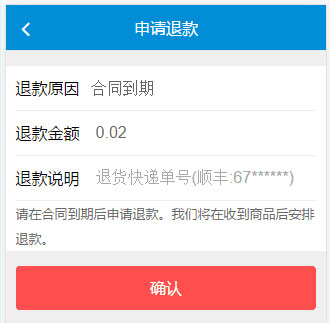 申请退款
退款原因 合同到期
退款金额 0.02
退款说明 退货快递单号(顺丰:67******)
请在合同到期后申请退款。我们将在收到商品后安排
退款。
确认